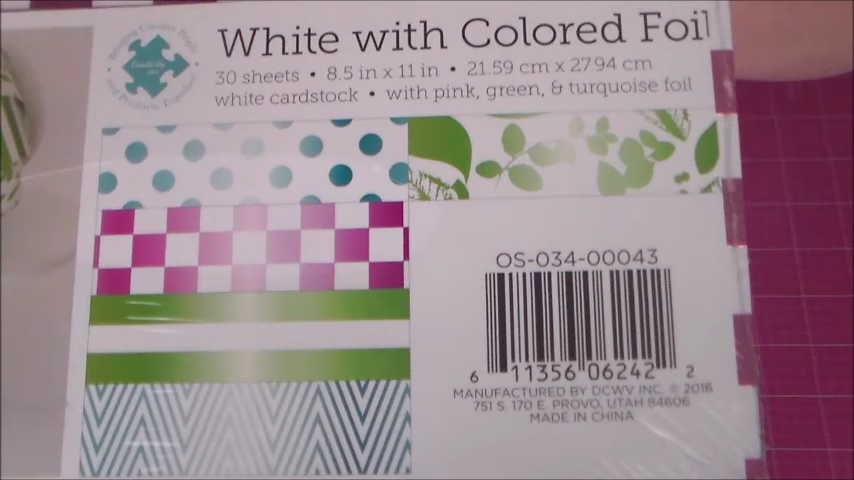 White with Colored Foil
30 sheets • 8.5 in x 11 in • 21.59 cm x 27.94 cm
white cardstock • with pink, green, & turquoise foil
OS-034-00043
6 11356 06242 2
MANUFACTURED BY DCWV INC. © 2016
751 S. 170 E. PROVO, UTAH 84606
MADE IN CHINA